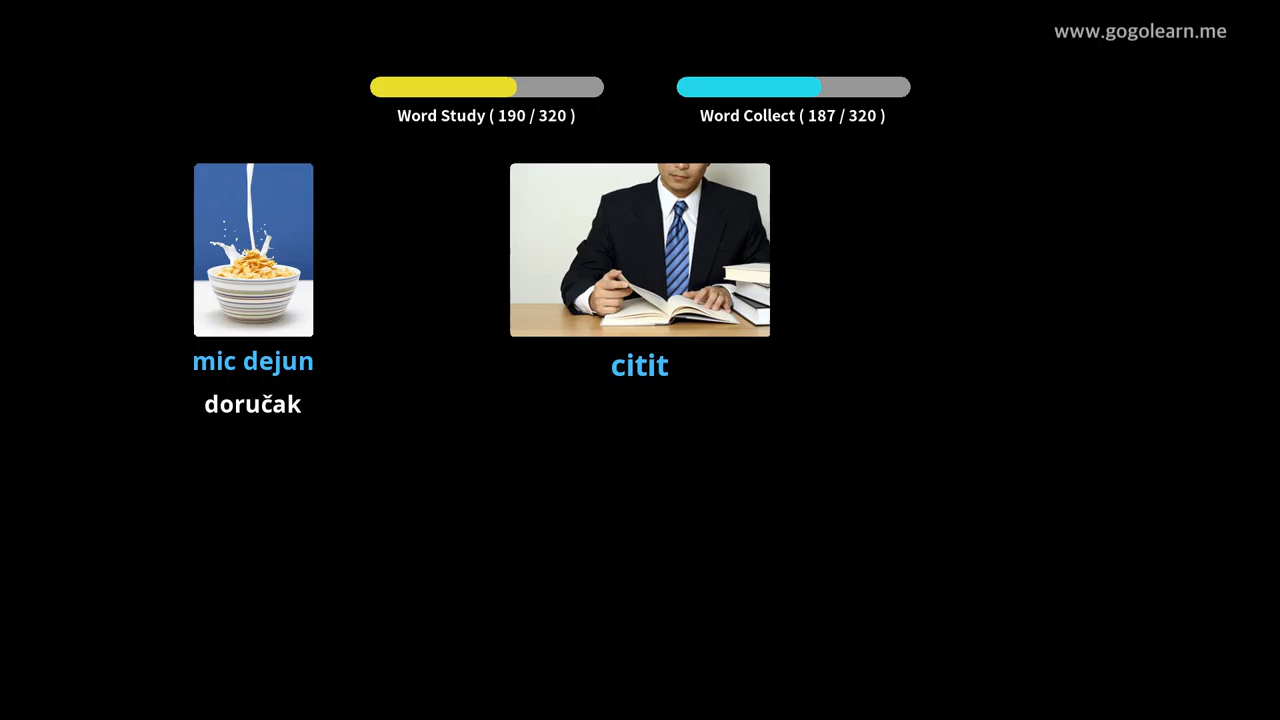 www.gogolearn.me
Word Study ( 190 / 320 )
Word Collect ( 187 / 320 )
mic dejun
doručak
citit